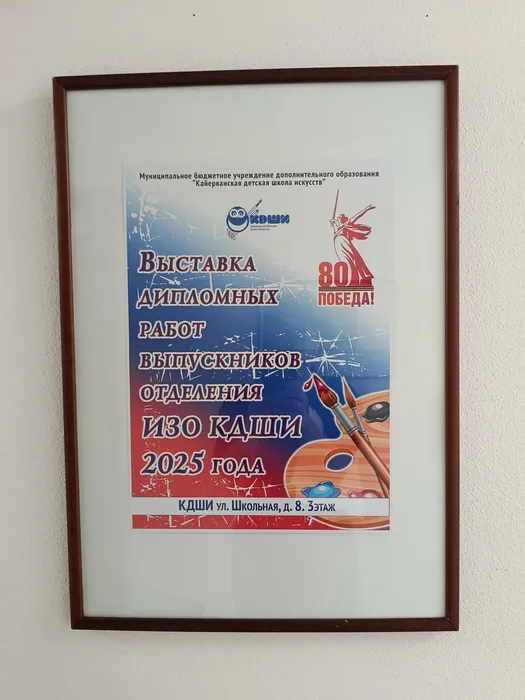 Муниципальное бюджетное учреждение дополнительного образования
"Кайерканская детская школа искусств"
КДШИ
80
ПОБЕДА!
Выставка
дипломных
работ
выпускников
отделения
ИЗО КДШИ
2025 года
КДШИ ул. Школьная, д. 8. 3этаж